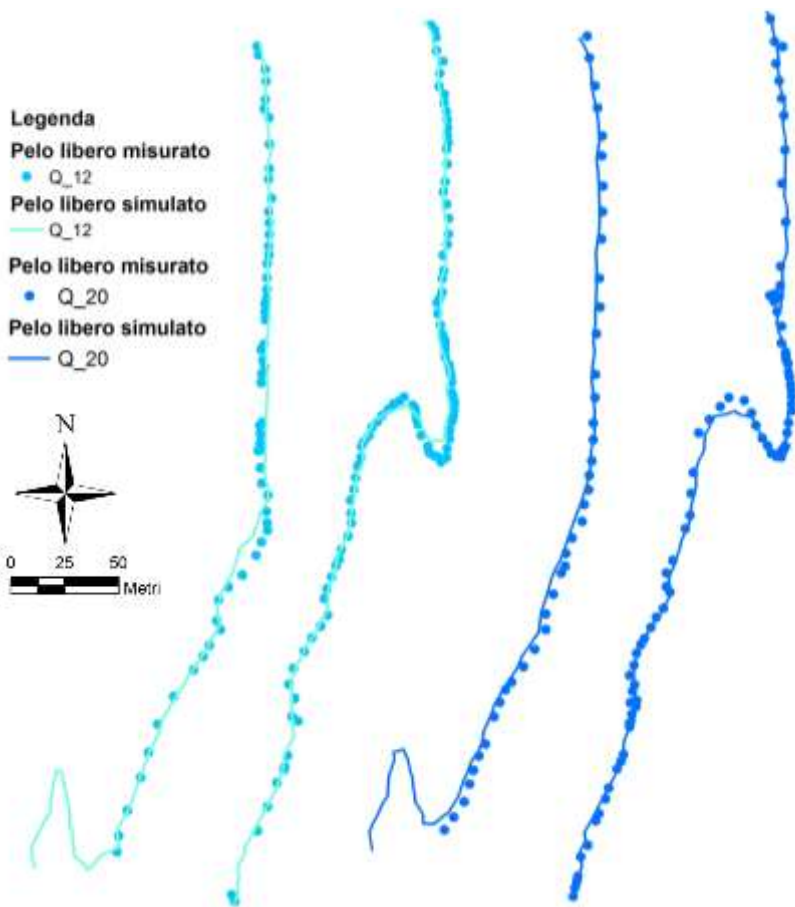 Legenda
Pelo libero misurato
Q_12
Pelo libero simulato
Q_12
Pelo libero misurato
Q_20
Pelo libero simulato
Q_20
N
0 25 50
Metri